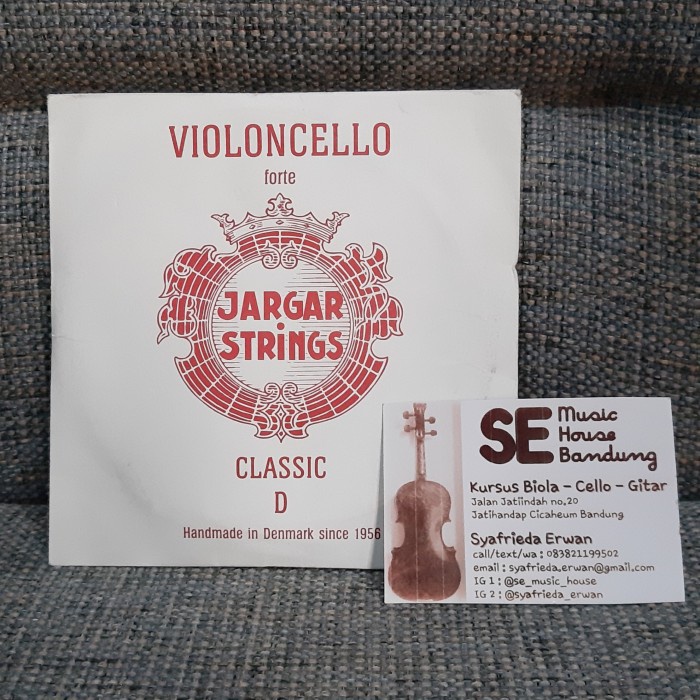 VIOLONCELLO
forte
JARGAR
STRiNGS
CLASSIC
D
Handmade in Denmark since 1956
SE Music
House
Bandung
Kursus Biola - Cello - Gitar
Jalan Jatiindah no.20
Jatihandap Cicaheum Bandung
Syafrieda Erwan
call/text/wa : 083821199502
email : syafrieda.erwan@gmail.com
IG 1 : @se_music_house
IG 2 : @syafrieda_erwan